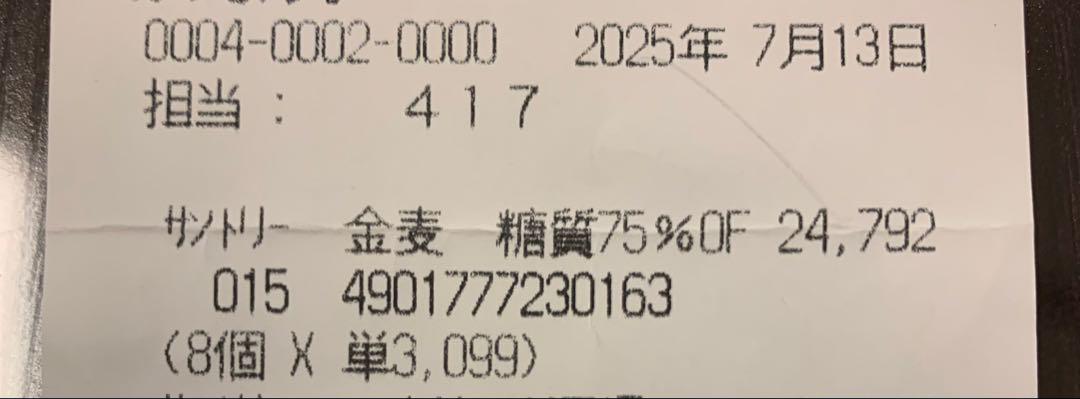 0004-0002-0000 2025年 7月13日
担当： 417
ｻﾝﾄﾘｰ 金麦 糖質75%OF 24,792
015 4901777230163
(8個 X 単3,099)